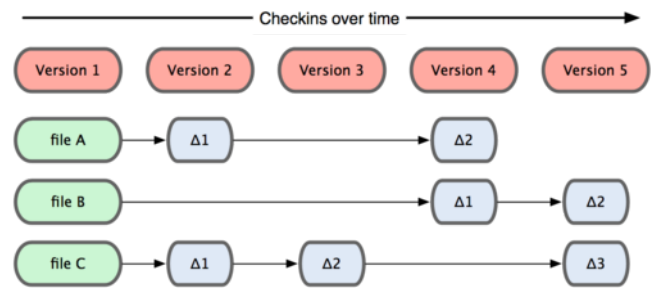 Checkins over time
Version 1 Version 2 Version 3 Version 4 Version 5
file A Δ1 Δ2
file B Δ1 Δ2
file C Δ1 Δ2 Δ3